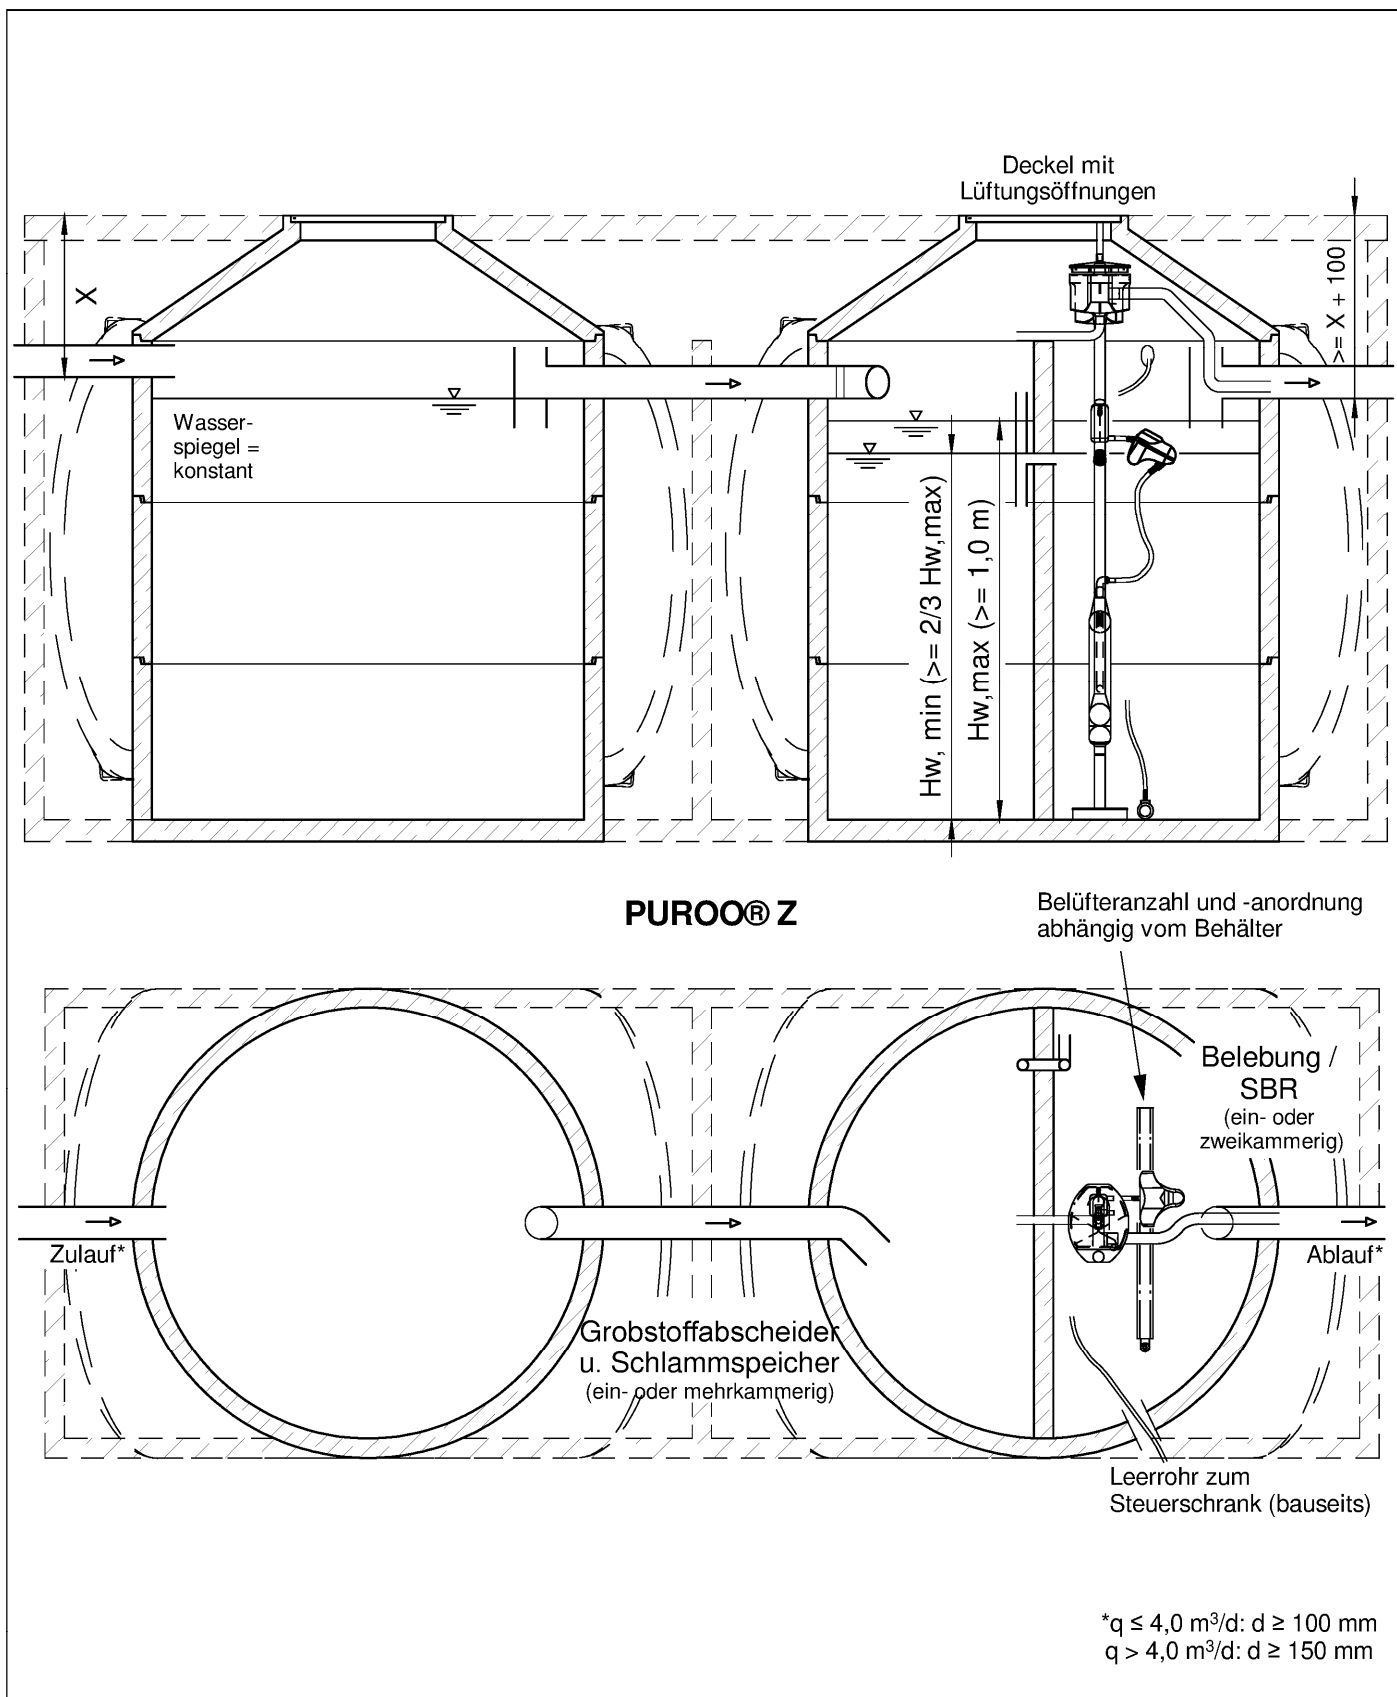 Deckel mit
Lüftungsöffnungen
X
>= X + 100
Wasser-
spiegel =
konstant
Hw, min (>= 2/3 Hw,max)
Hw,max (>= 1,0 m)
PUROO® Z
Belüfteranzahl und -anordnung
abhängig vom Behälter
Belebung /
SBR
(ein- oder
zweikammerig)
Zulauf*
Ablauf*
Grobstoffabscheider
u. Schlammspeicher
(ein- oder mehrkammerig)
Leerrohr zum
Steuerschrank (bauseits)
*q ≤ 4,0 m³/d: d ≥ 100 mm
q > 4,0 m³/d: d ≥ 150 mm